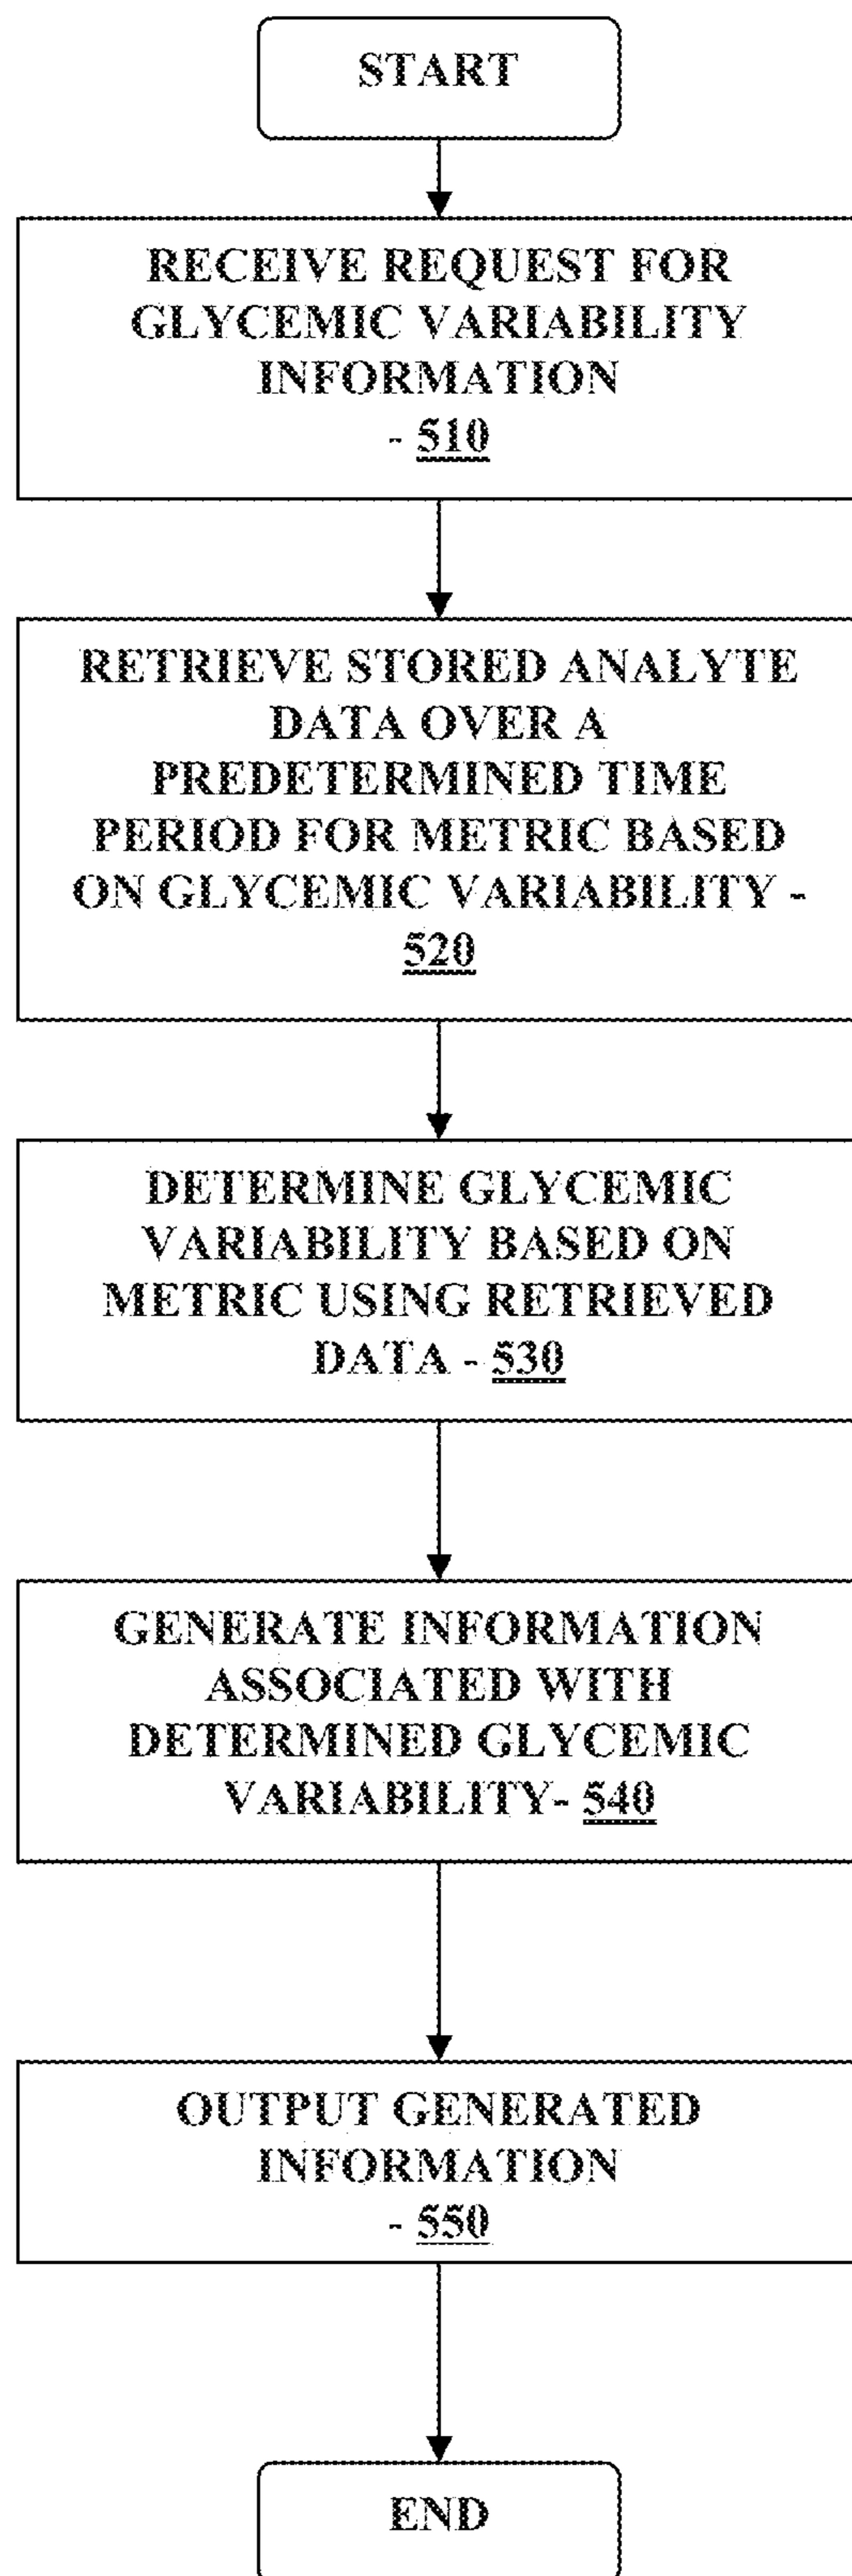 START
RECEIVE REQUEST FOR
GLYCEMIC VARIABILITY
INFORMATION
- 510
RETRIEVE STORED ANALYTE
DATA OVER A
PREDETERMINED TIME
PERIOD FOR METRIC BASED
ON GLYCEMIC VARIABILITY -
520
DETERMINE GLYCEMIC
VARIABILITY BASED ON
METRIC USING RETRIEVED
DATA - 530
GENERATE INFORMATION
ASSOCIATED WITH
DETERMINED GLYCEMIC
VARIABILITY- 540
OUTPUT GENERATED
INFORMATION
- 550
END